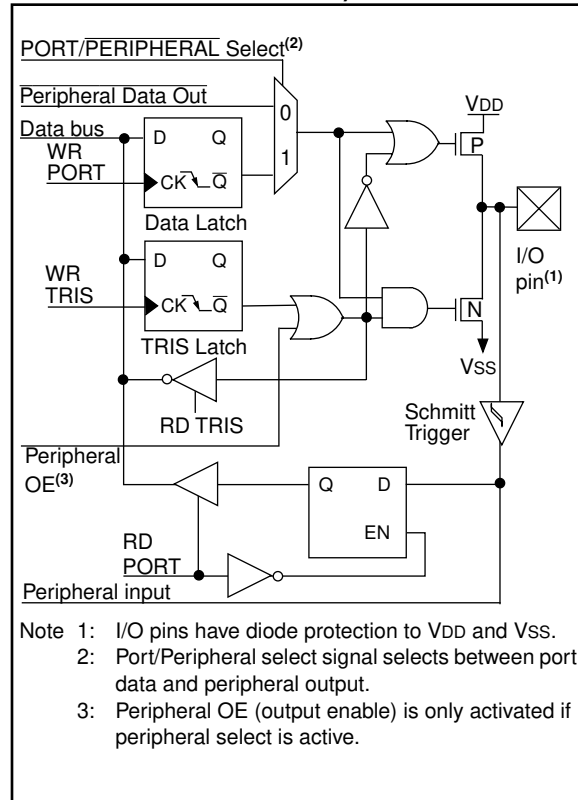 PORT/PERIPHERAL Select(2)
Peripheral Data Out
Data bus
WR
PORT
D Q
CK Q
Data Latch
0
1
VDD
P
I/O
pin(1)
WR
TRIS
D Q
CK Q
TRIS Latch
N
VSS
RD TRIS
Schmitt
Trigger
Peripheral
OE(3)
Q D
EN
RD
PORT
Peripheral input
Note 1: I/O pins have diode protection to VDD and VSS.
2: Port/Peripheral select signal selects between port
data and peripheral output.
3: Peripheral OE (output enable) is only activated if
peripheral select is active.